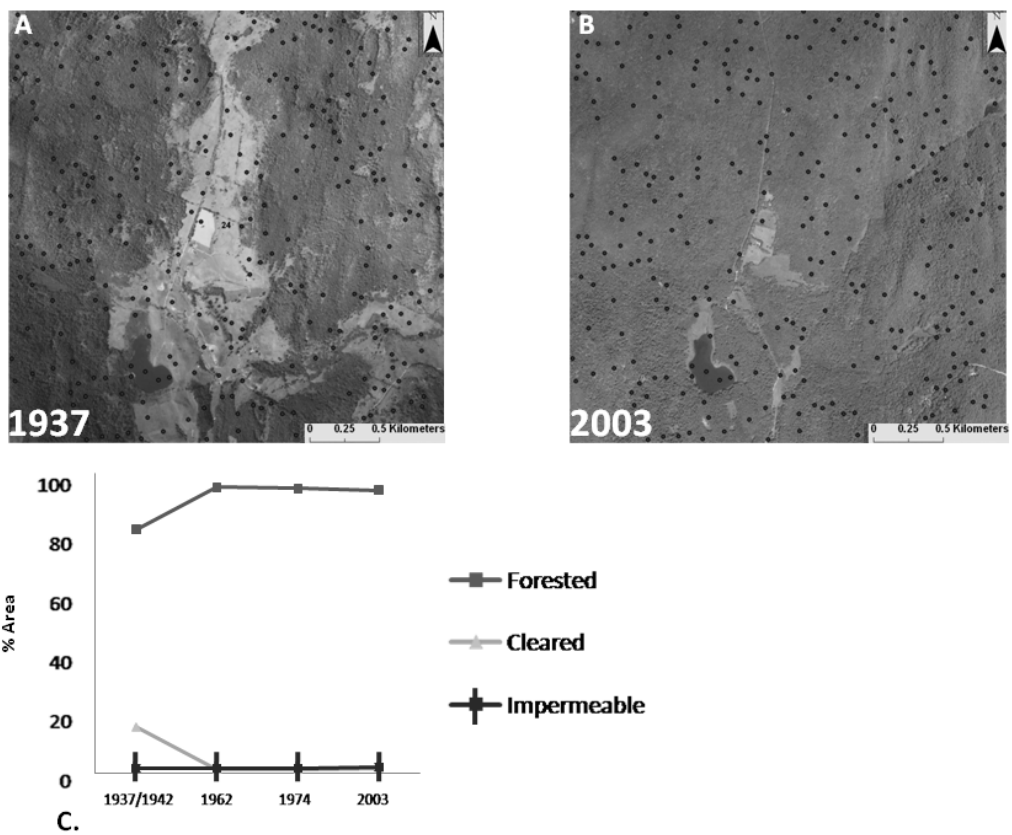 A
N
1937
24
0 0.25 0.5 Kilometers
B
N
2003
0 0.25 0.5 Kilometers
100
80
60
40
20
0
% Area
1937/1942 1962 1974 2003
Forested
Cleared
Impermeable
C.